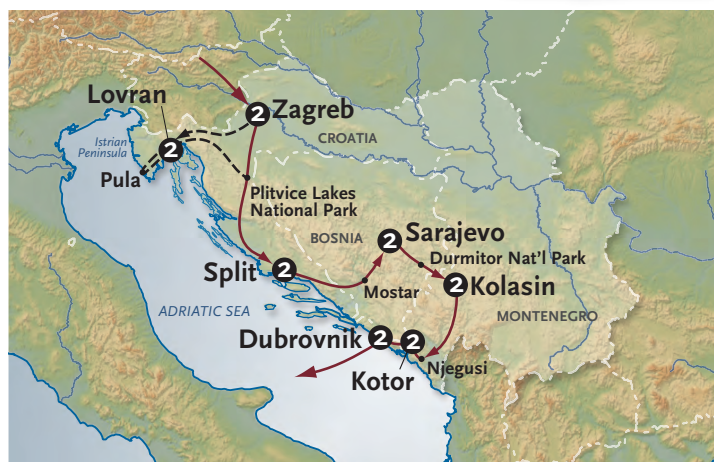 Lovran
2
Zagreb
CROATIA
Istrian
Peninsula
2
Pula
Plitvice Lakes
National Park
BOSNIA
2
Sarajevo
Durmitor Nat'l Park
Split
2
2
Kolasin
Mostar
ADRIATIC SEA
MONTENEGRO
Dubrovnik
2
2
Njegusi
Kotor